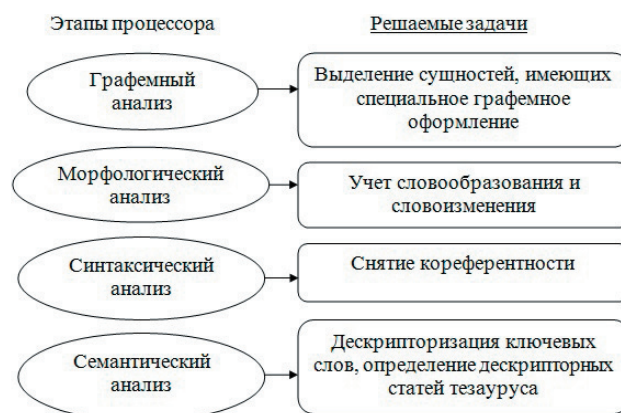 Этапы процессора
Решаемые задачи
Графемный
анализ
Выделение сущностей, имеющих
специальное графемное
оформление
Морфологический
анализ
Учет словообразования и
словоизменения
Синтаксический
анализ
Снятие кореферентности
Семантический
анализ
Дескрипторизация ключевых
слов, определение дескрипторных
статей тезауруса